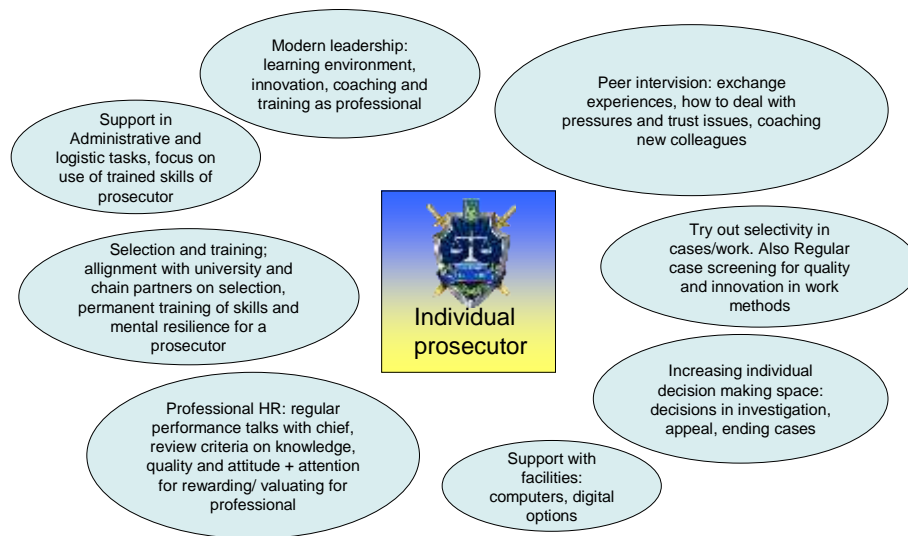 Modern leadership:
learning environment,
innovation, coaching and
training as professional
Peer intervision: exchange
experiences, how to deal with
pressures and trust issues, coaching
new colleagues
Support in
Administrative and
logistic tasks, focus on
use of trained skills of
prosecutor
Selection and training;
allignment with university and
chain partners on selection,
permanent training of skills and
mental resilience for a
prosecutor
Individual
prosecutor
Try out selectivity in
cases/work. Also Regular
case screening for quality
and innovation in work
methods
Increasing individual
decision making space:
decisions in investigation,
appeal, ending cases
Professional HR: regular
performance talks with chief,
review criteria on knowledge,
quality and attitude + attention
for rewarding/ valuating for
professional
Support with
facilities:
computers, digital
options